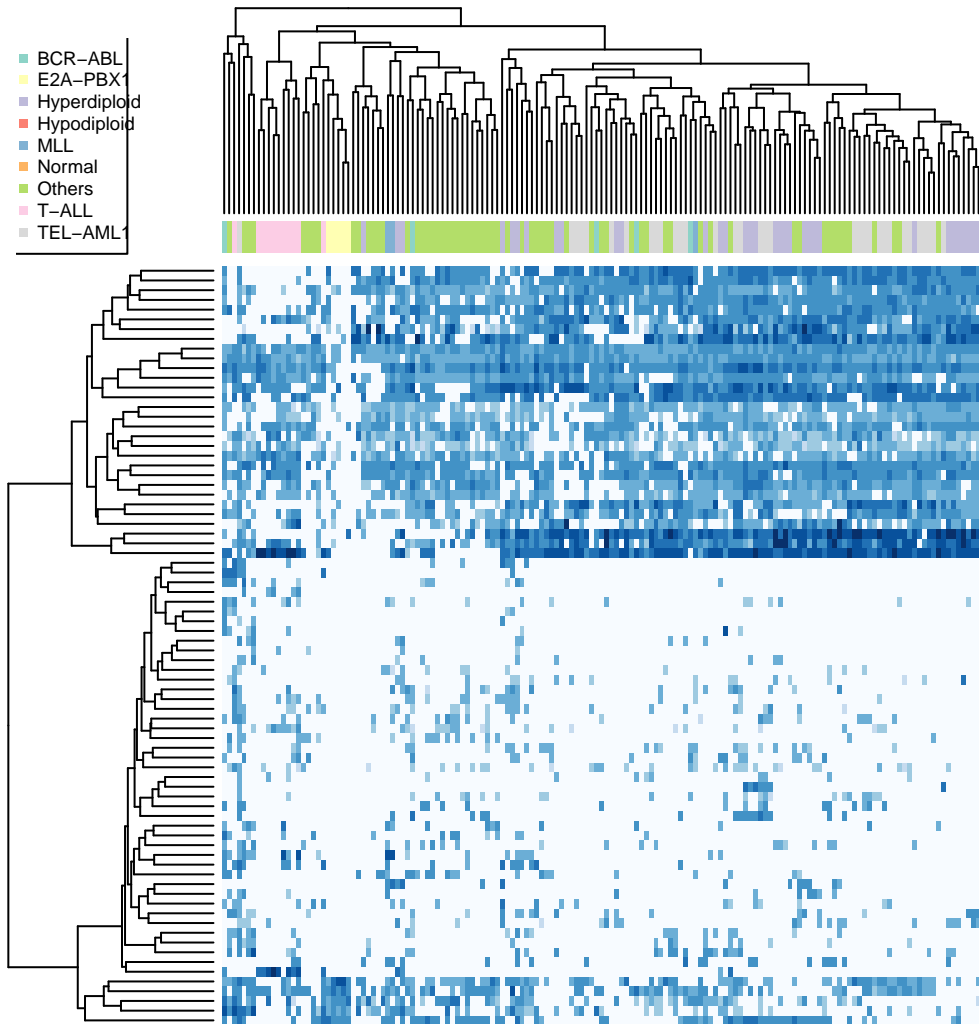 BCR−ABL
E2A−PBX1
Hyperdiploid
Hypodiploid
MLL
Normal
Others
T−ALL
TEL−AML1